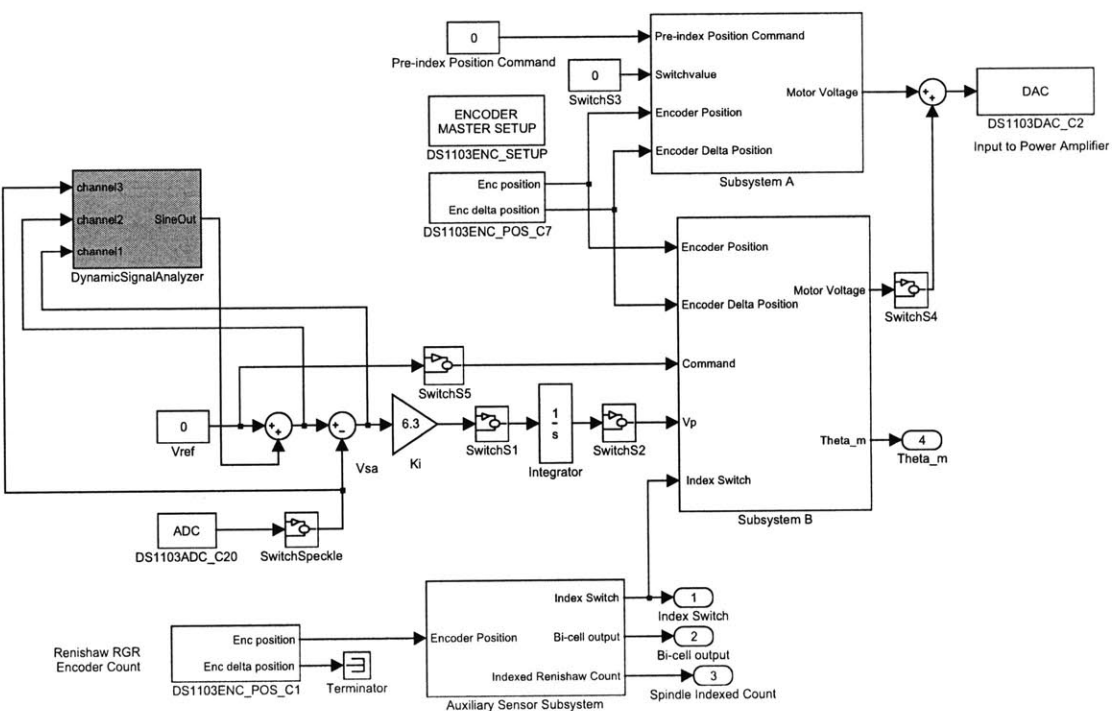 0
Pre-index Position Command
0
SwitchS3
ENCODER
MASTER SETUP
DS1103ENC_SETUP
Enc position
Enc delta position
DS1103ENC_POS_C7
Pre-index Position Command
Switchvalue
Encoder Position
Encoder Delta Position
Motor Voltage
Subsystem A
+
+
DAC
DS1103DAC_C2
Input to Power Amplifier
channel3
channel2
channel1
SineOut
DynamicSignalAnalyzer
Encoder Position
Encoder Delta Position
Command
Vp
Index Switch
Motor Voltage
Theta_m
Subsystem B
SwitchS4
4
Theta_m
SwitchS5
0
Vref
+
+
+
-
Vsa
6.3
Ki
SwitchS1
1
s
Integrator
SwitchS2
ADC
DS1103ADC_C20
SwitchSpeckle
Renishaw RGR
Encoder Count
Enc position
Enc delta position
DS1103ENC_POS_C1
Terminator
Encoder Position
Index Switch
Bi-cell output
Indexed Renishaw Count
Auxiliary Sensor Subsystem
1
Index Switch
2
Bi-cell output
3
Spindle Indexed Count